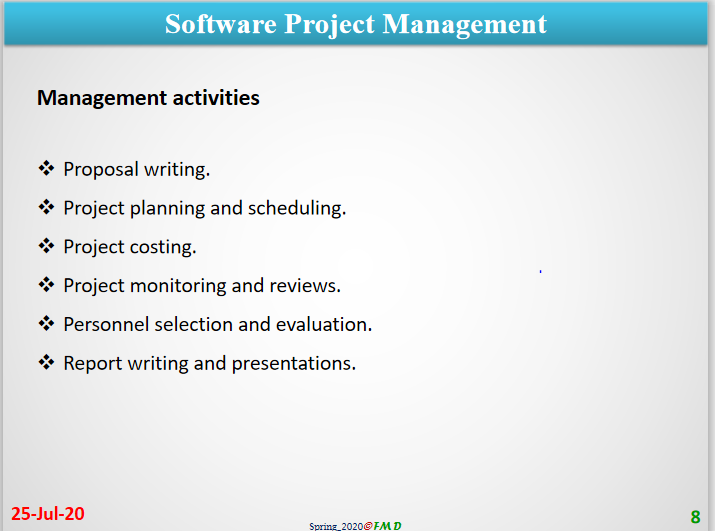 Software Project Management
Management activities
❖ Proposal writing.
❖ Project planning and scheduling.
❖ Project costing.
❖ Project monitoring and reviews.
❖ Personnel selection and evaluation.
❖ Report writing and presentations.
25-Jul-20
Spring_2020@FMD
8